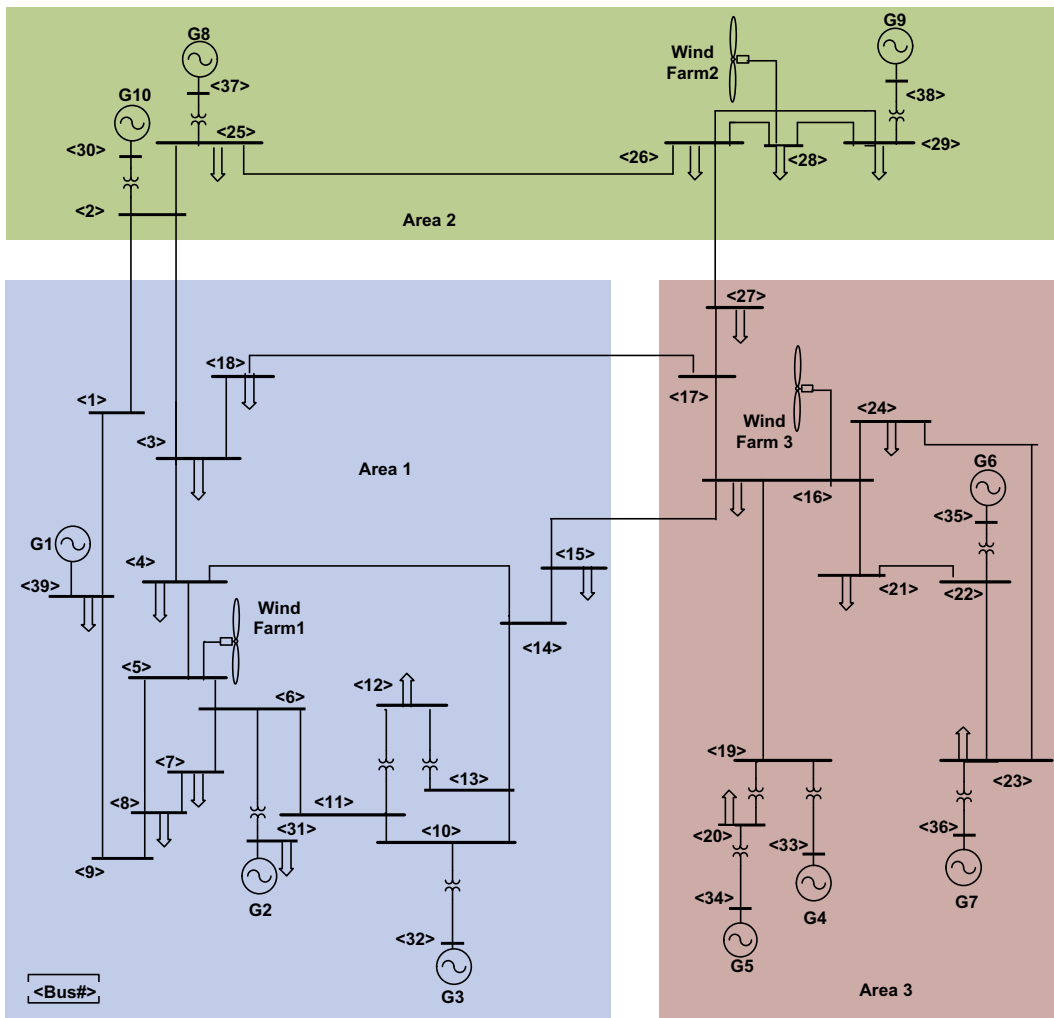 G8
G9
Wind
Farm2
<37>
<38>
G10
<25>
<30>
<26>
<28>
<29>
<2>
Area 2
<27>
<18>
<17>
<1>
<24>
Wind
Farm 3
<3>
Area 1
G6
<16>
<35>
G1
<4>
<15>
<39>
<21>
<22>
Wind
Farm1
<14>
<5>
<12>
<6>
<19>
<7>
<13>
<23>
<8>
<11>
<31>
<10>
<20>
<33>
<36>
<9>
G2
<34>
G4
G7
<32>
G5
<Bus#>
G3
Area 3